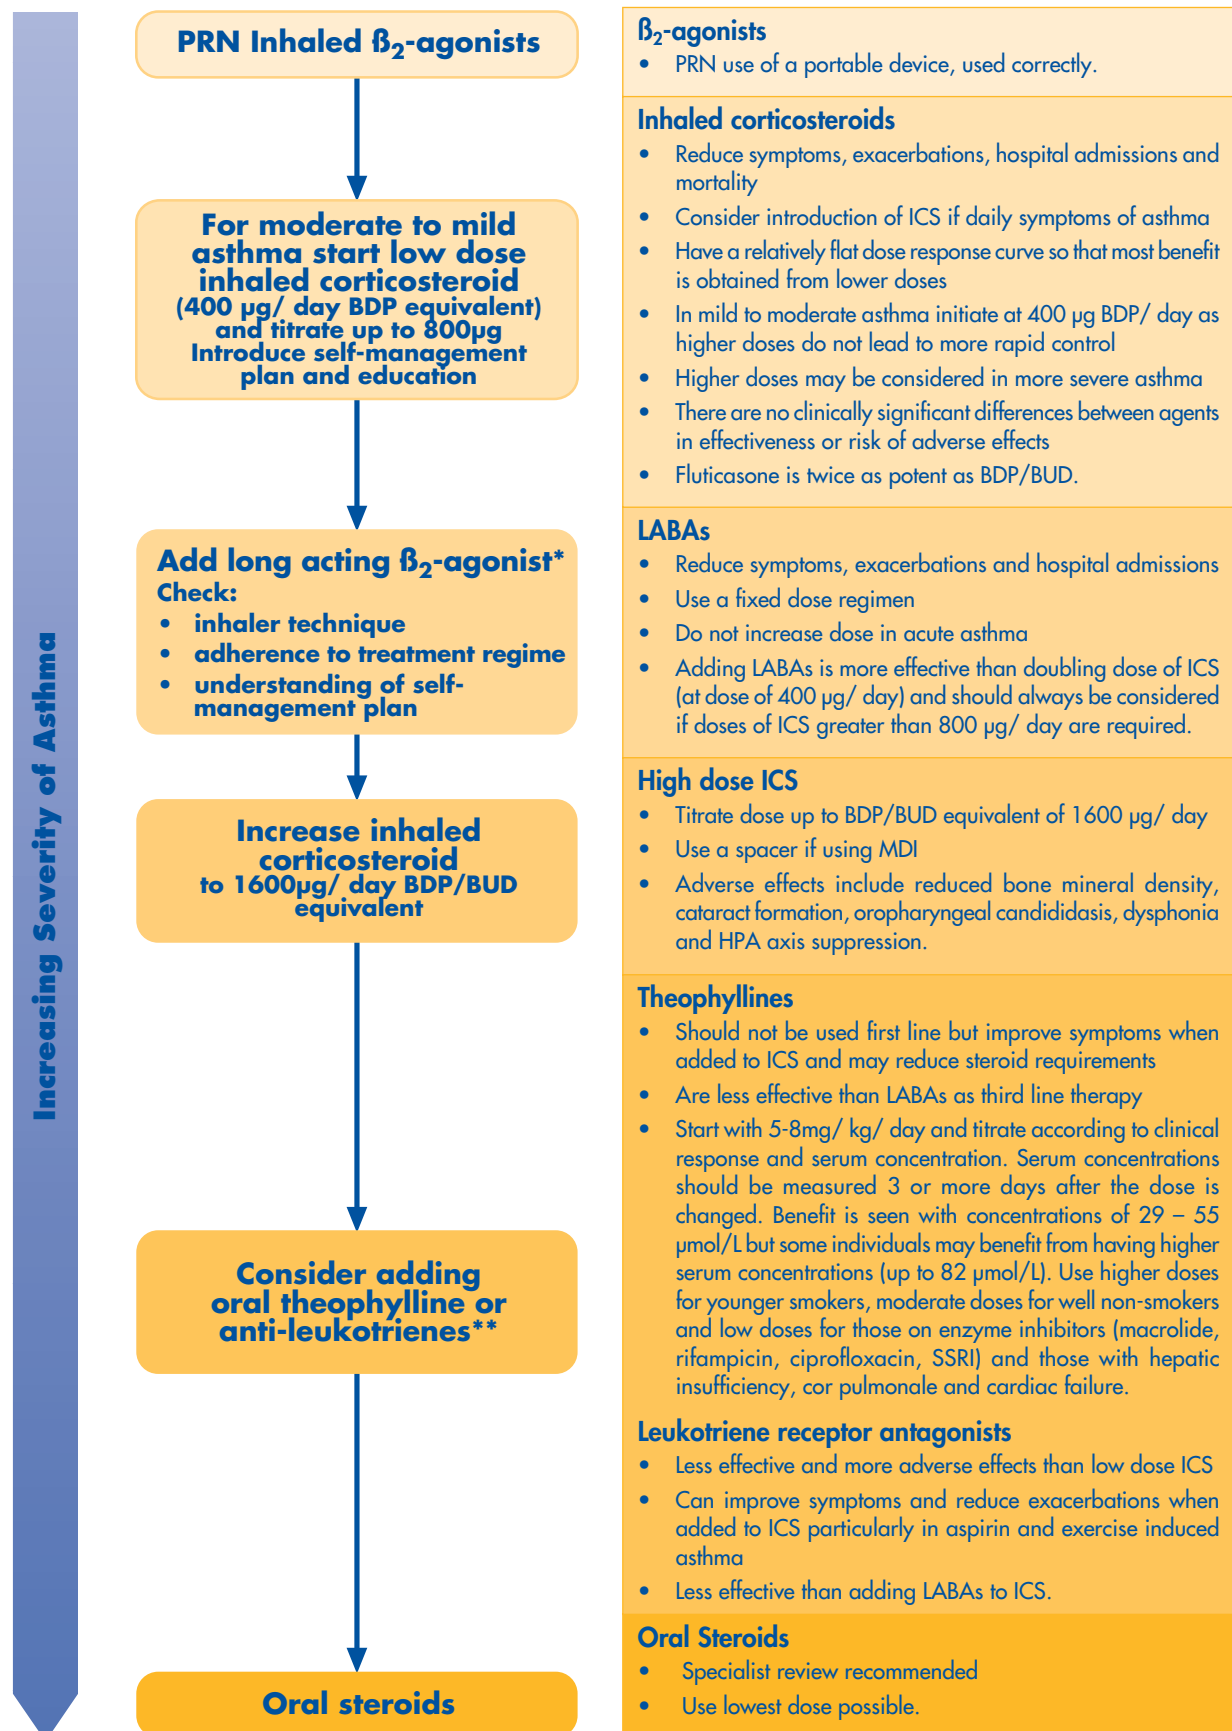 Increasing Severity of Asthma
PRN Inhaled ß2-agonists
For moderate to mild
asthma start low dose
inhaled corticosteroid
(400 µg/ day BDP equivalent)
and titrate up to 800µg
Introduce self-management
plan and education
Add long acting ß2-agonist*
Check:
• inhaler technique
• adherence to treatment regime
• understanding of self-
management plan
Increase inhaled
corticosteroid
to 1600µg/ day BDP/BUD
equivalent
Consider adding
oral theophylline or
anti-leukotrienes**
Oral steroids
ß2-agonists
• PRN use of a portable device, used correctly.
Inhaled corticosteroids
• Reduce symptoms, exacerbations, hospital admissions and
mortality
• Consider introduction of ICS if daily symptoms of asthma
• Have a relatively flat dose response curve so that most benefit
is obtained from lower doses
• In mild to moderate asthma initiate at 400 µg BDP/ day as
higher doses do not lead to more rapid control
• Higher doses may be considered in more severe asthma
• There are no clinically significant differences between agents
in effectiveness or risk of adverse effects
• Fluticasone is twice as potent as BDP/BUD.
LABAs
• Reduce symptoms, exacerbations and hospital admissions
• Use a fixed dose regimen
• Do not increase dose in acute asthma
• Adding LABAs is more effective than doubling dose of ICS
(at dose of 400 µg/ day) and should always be considered
if doses of ICS greater than 800 µg/ day are required.
High dose ICS
• Titrate dose up to BDP/BUD equivalent of 1600 µg/ day
• Use a spacer if using MDI
• Adverse effects include reduced bone mineral density,
cataract formation, oropharyngeal candididasis, dysphonia
and HPA axis suppression.
Theophyllines
• Should not be used first line but improve symptoms when
added to ICS and may reduce steroid requirements
• Are less effective than LABAs as third line therapy
• Start with 5-8mg/ kg/ day and titrate according to clinical
response and serum concentration. Serum concentrations
should be measured 3 or more days after the dose is
changed. Benefit is seen with concentrations of 29 – 55
µmol/L but some individuals may benefit from having higher
serum concentrations (up to 82 µmol/L). Use higher doses
for younger smokers, moderate doses for well non-smokers
and low doses for those on enzyme inhibitors (macrolide,
rifampicin, ciprofloxacin, SSRI) and those with hepatic
insufficiency, cor pulmonale and cardiac failure.
Leukotriene receptor antagonists
• Less effective and more adverse effects than low dose ICS
• Can improve symptoms and reduce exacerbations when
added to ICS particularly in aspirin and exercise induced
asthma
• Less effective than adding LABAs to ICS.
Oral Steroids
• Specialist review recommended
• Use lowest dose possible.